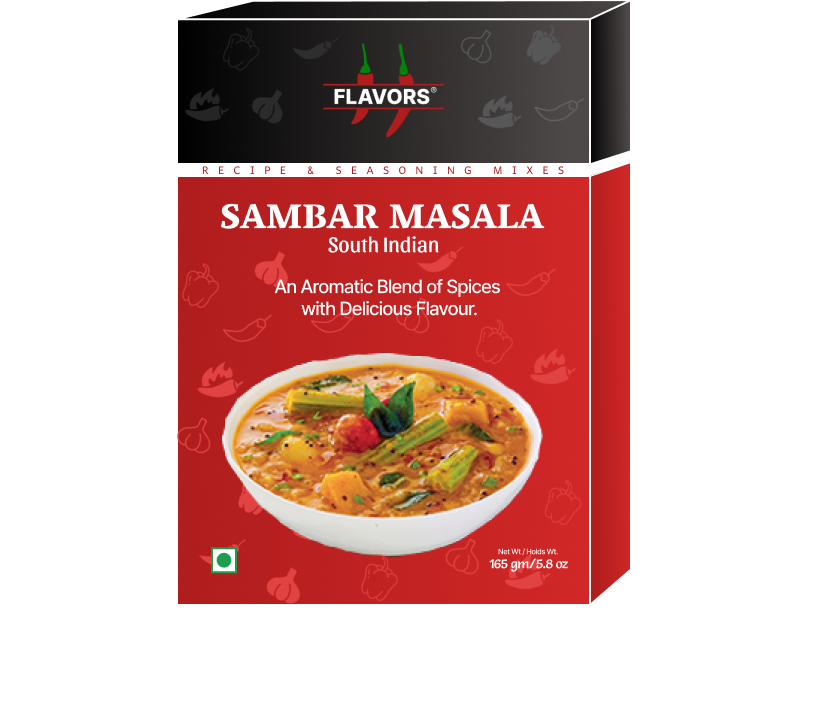 FLAVORS®
RECIPE & SEASONING MIXES
SAMBAR MASALA
South Indian
An Aromatic Blend of Spices
with Delicious Flavour.
Net Wt / Holds Wt.
165 gm/5.8 oz